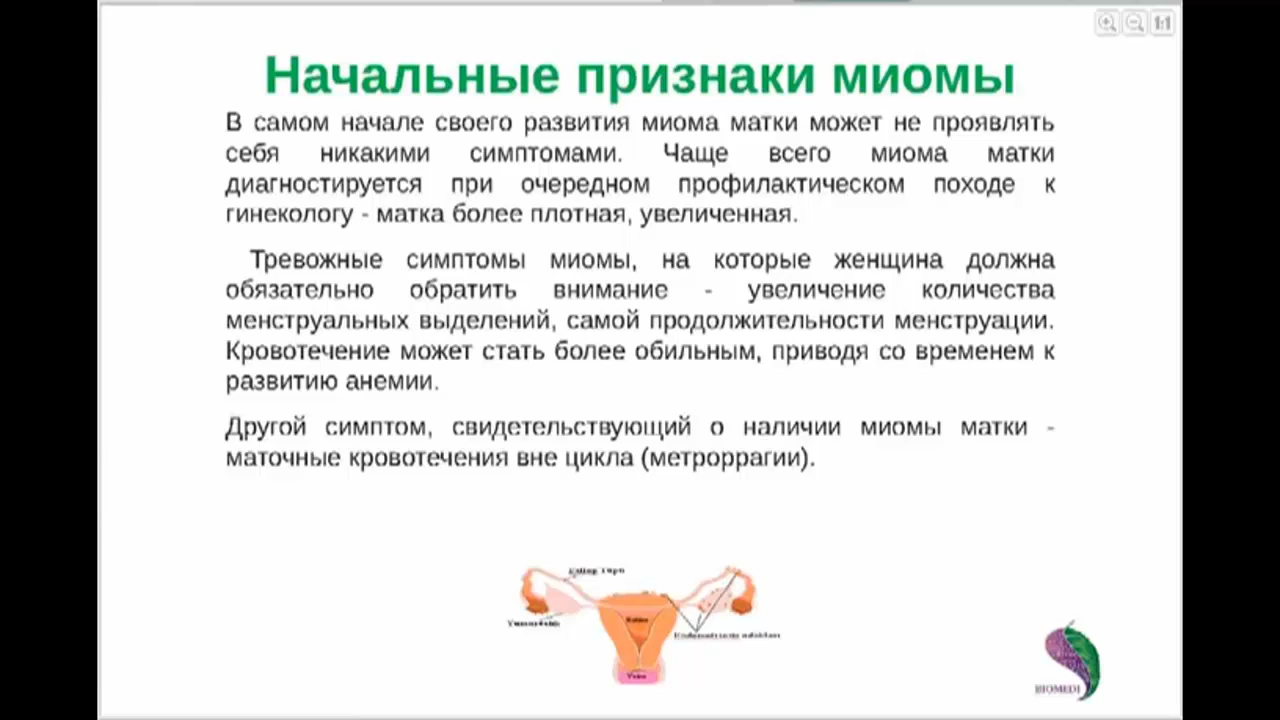 Начальные признаки миомы
В самом начале своего развития миома матки может не проявлять
себя никакими симптомами. Чаще всего миома матки
диагностируется при очередном профилактическом походе к
гинекологу - матка более плотная, увеличенная.
Тревожные симптомы миомы, на которые женщина должна
обязательно обратить внимание - увеличение количества
менструальных выделений, самой продолжительности менструации.
Кровотечение может стать более обильным, приводя со временем к
развитию анемии.
Другой симптом, свидетельствующий о наличии миомы матки -
маточные кровотечения вне цикла (метроррагии).
1:1
BIOMEDI